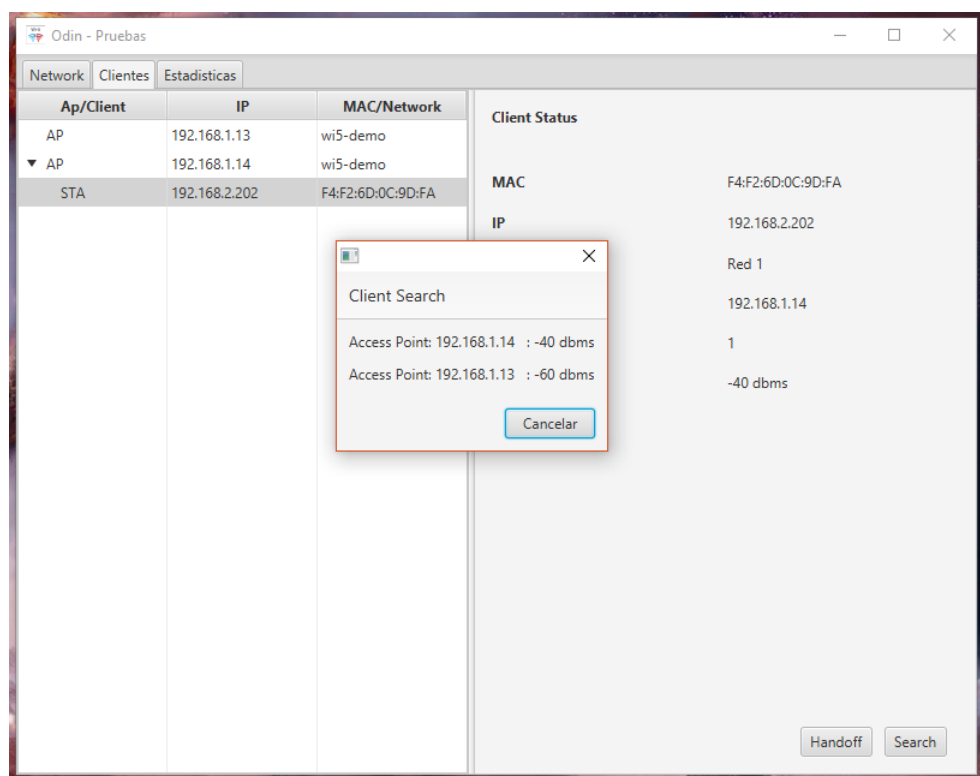 Odin - Pruebas
Network Clientes Estadisticas
Ap/Client IP MAC/Network
AP 192.168.1.13 wi5-demo
AP 192.168.1.14 wi5-demo
STA 192.168.2.202 F4:F2:6D:0C:9D:FA
Client Status
MAC F4:F2:6D:0C:9D:FA
IP 192.168.2.202
Red 1
192.168.1.14
1
-40 dbms
Client Search
Access Point: 192.168.1.14 : -40 dbms
Access Point: 192.168.1.13 : -60 dbms
Cancelar
Handoff Search